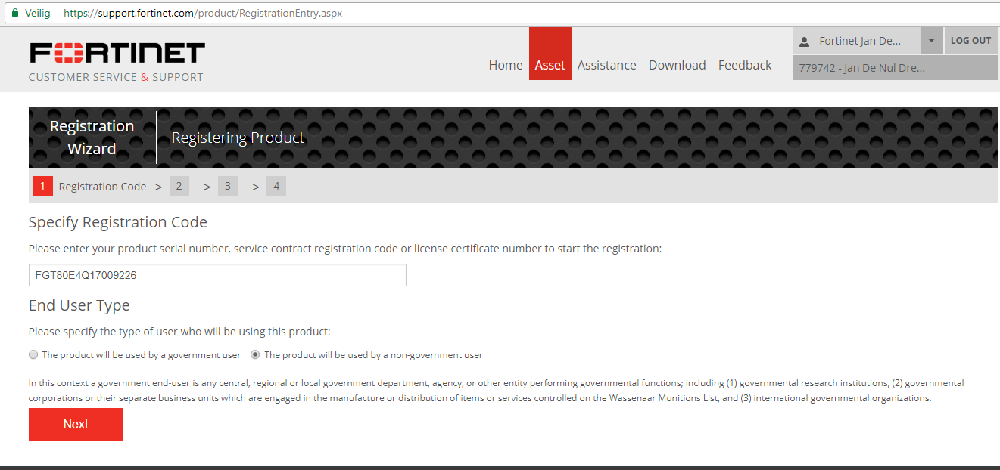 Veilig https://support.fortinet.com/product/RegistrationEntry.aspx
FORTINET
CUSTOMER SERVICE & SUPPORT
Home Asset Assistance Download Feedback
Fortinet Jan De... LOG OUT
779742 - Jan De Nul Dre...
Registration Wizard
Registering Product
1 Registration Code > 2 > 3 > 4
Specify Registration Code
Please enter your product serial number, service contract registration code or license certificate number to start the registration:
FGT80E4Q17009226
End User Type
Please specify the type of user who will be using this product:
The product will be used by a government user The product will be used by a non-government user
In this context a government end-user is any central, regional or local government department, agency, or other entity performing governmental functions; including (1) governmental research institutions, (2) governmental
corporations or their separate business units which are engaged in the manufacture or distribution of items or services controlled on the Wassenaar Munitions List, and (3) international governmental organizations.
Next